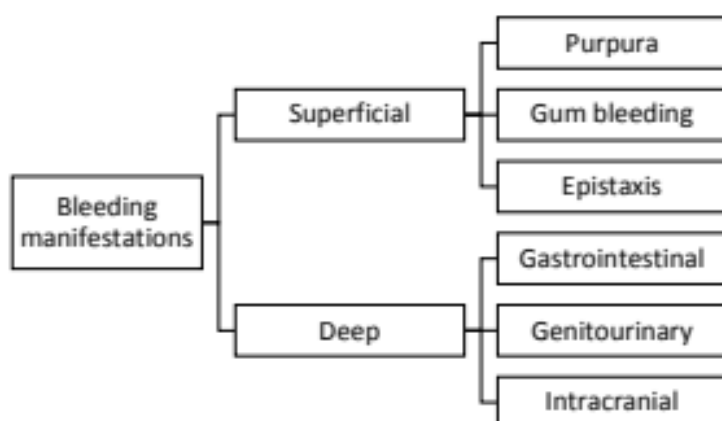 Bleeding
manifestations
Superficial
Purpura
Gum bleeding
Epistaxis
Deep
Gastrointestinal
Genitourinary
Intracranial